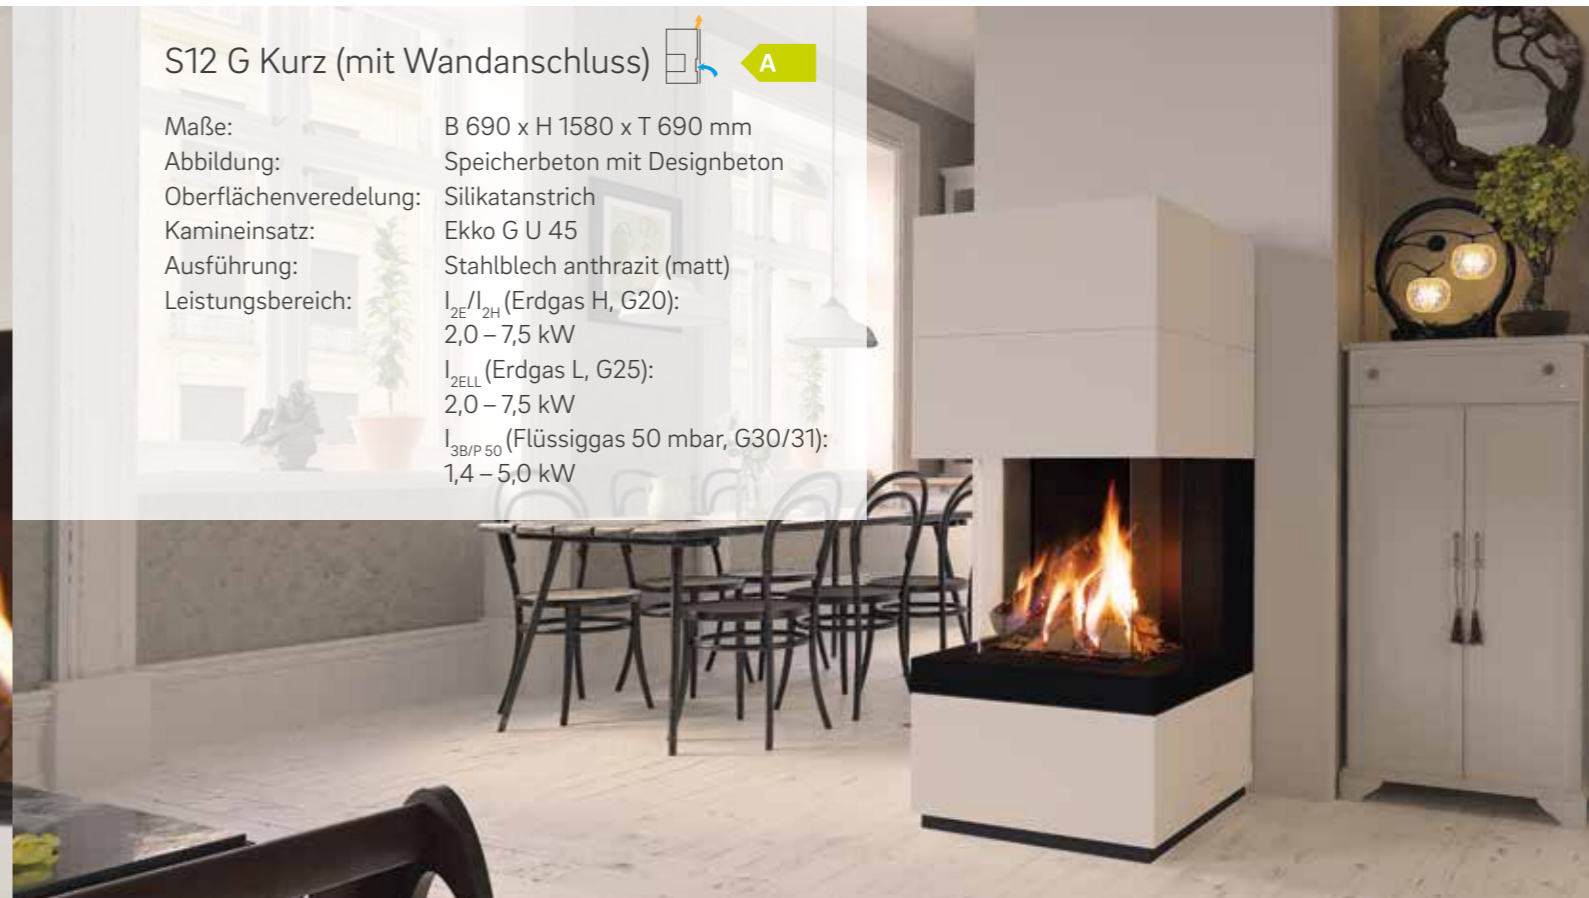 S12 G Kurz (mit Wandanschluss) A
Maße: B 690 x H 1580 x T 690 mm
Abbildung: Speicherbeton mit Designbeton
Oberflächenveredelung: Silikatanstrich
Kamineinsatz: Ekko G U 45
Ausführung: Stahlblech anthrazit (matt)
Leistungsbereich: I2E/I2H (Erdgas H, G20):
2,0 – 7,5 kW
I2ELL (Erdgas L, G25):
2,0 – 7,5 kW
I3B/P 50 (Flüssiggas 50 mbar, G30/31):
1,4 – 5,0 kW